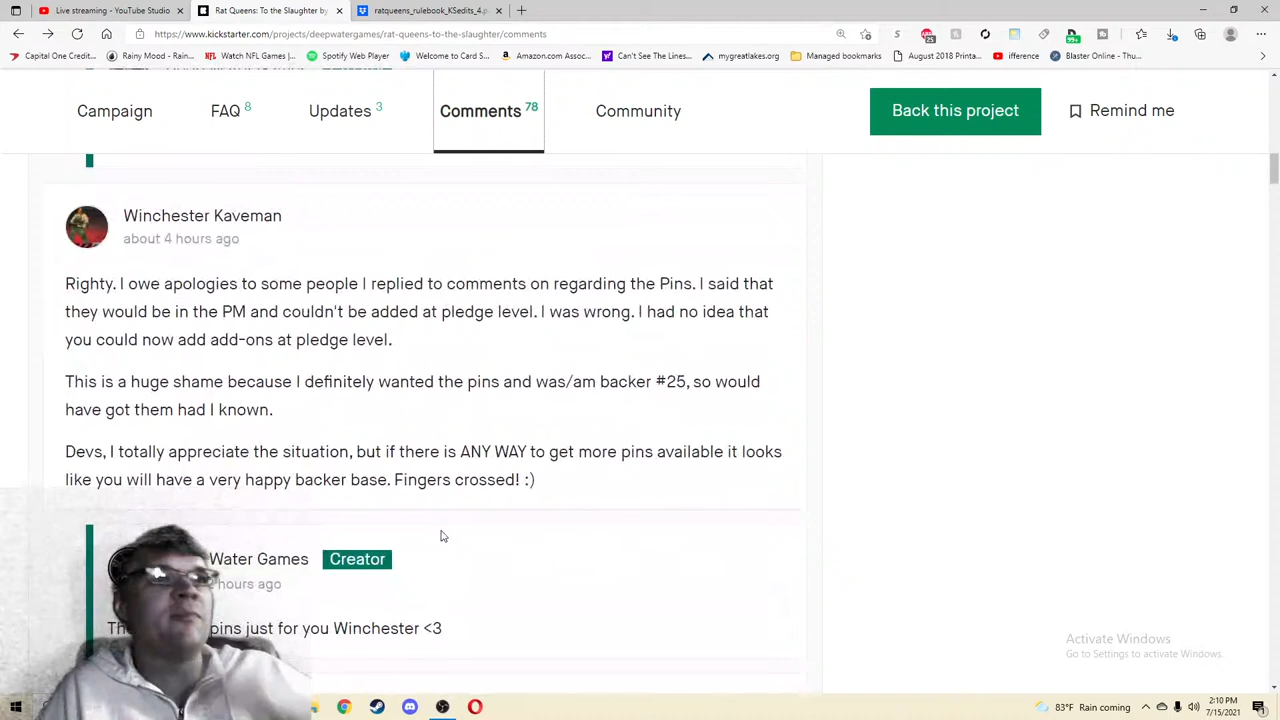 Live streaming - YouTube Studio
Rat Queens: To the Slaughter by
ratqueens_rulebook_KSedits_4.p
https://www.kickstarter.com/projects/deepwatergames/rat-queens-to-the-slaughter/comments
Capital One Credit...
Rainy Mood - Rain...
Watch NFL Games |...
Spotify Web Player
Welcome to Card S...
Amazon.com Assoc...
Can't See The Lines...
mygreatlakes.org
Managed bookmarks
August 2018 Printa...
ifference
Blaster Online - Thu...
Campaign
FAQ 8
Updates 3
Comments 78
Community
Back this project
Remind me
Winchester Kaveman
about 4 hours ago
Righty. I owe apologies to some people I replied to comments on regarding the Pins. I said that
they would be in the PM and couldn't be added at pledge level. I was wrong. I had no idea that
you could now add add-ons at pledge level.
This is a huge shame because I definitely wanted the pins and was/am backer #25, so would
have got them had I known.
Devs, I totally appreciate the situation, but if there is ANY WAY to get more pins available it looks
like you will have a very happy backer base. Fingers crossed! :)
Water Games Creator
hours ago
pins just for you Winchester <3
Activate Windows
Go to Settings to activate Windows.
83°F Rain coming
2:10 PM
7/15/2021